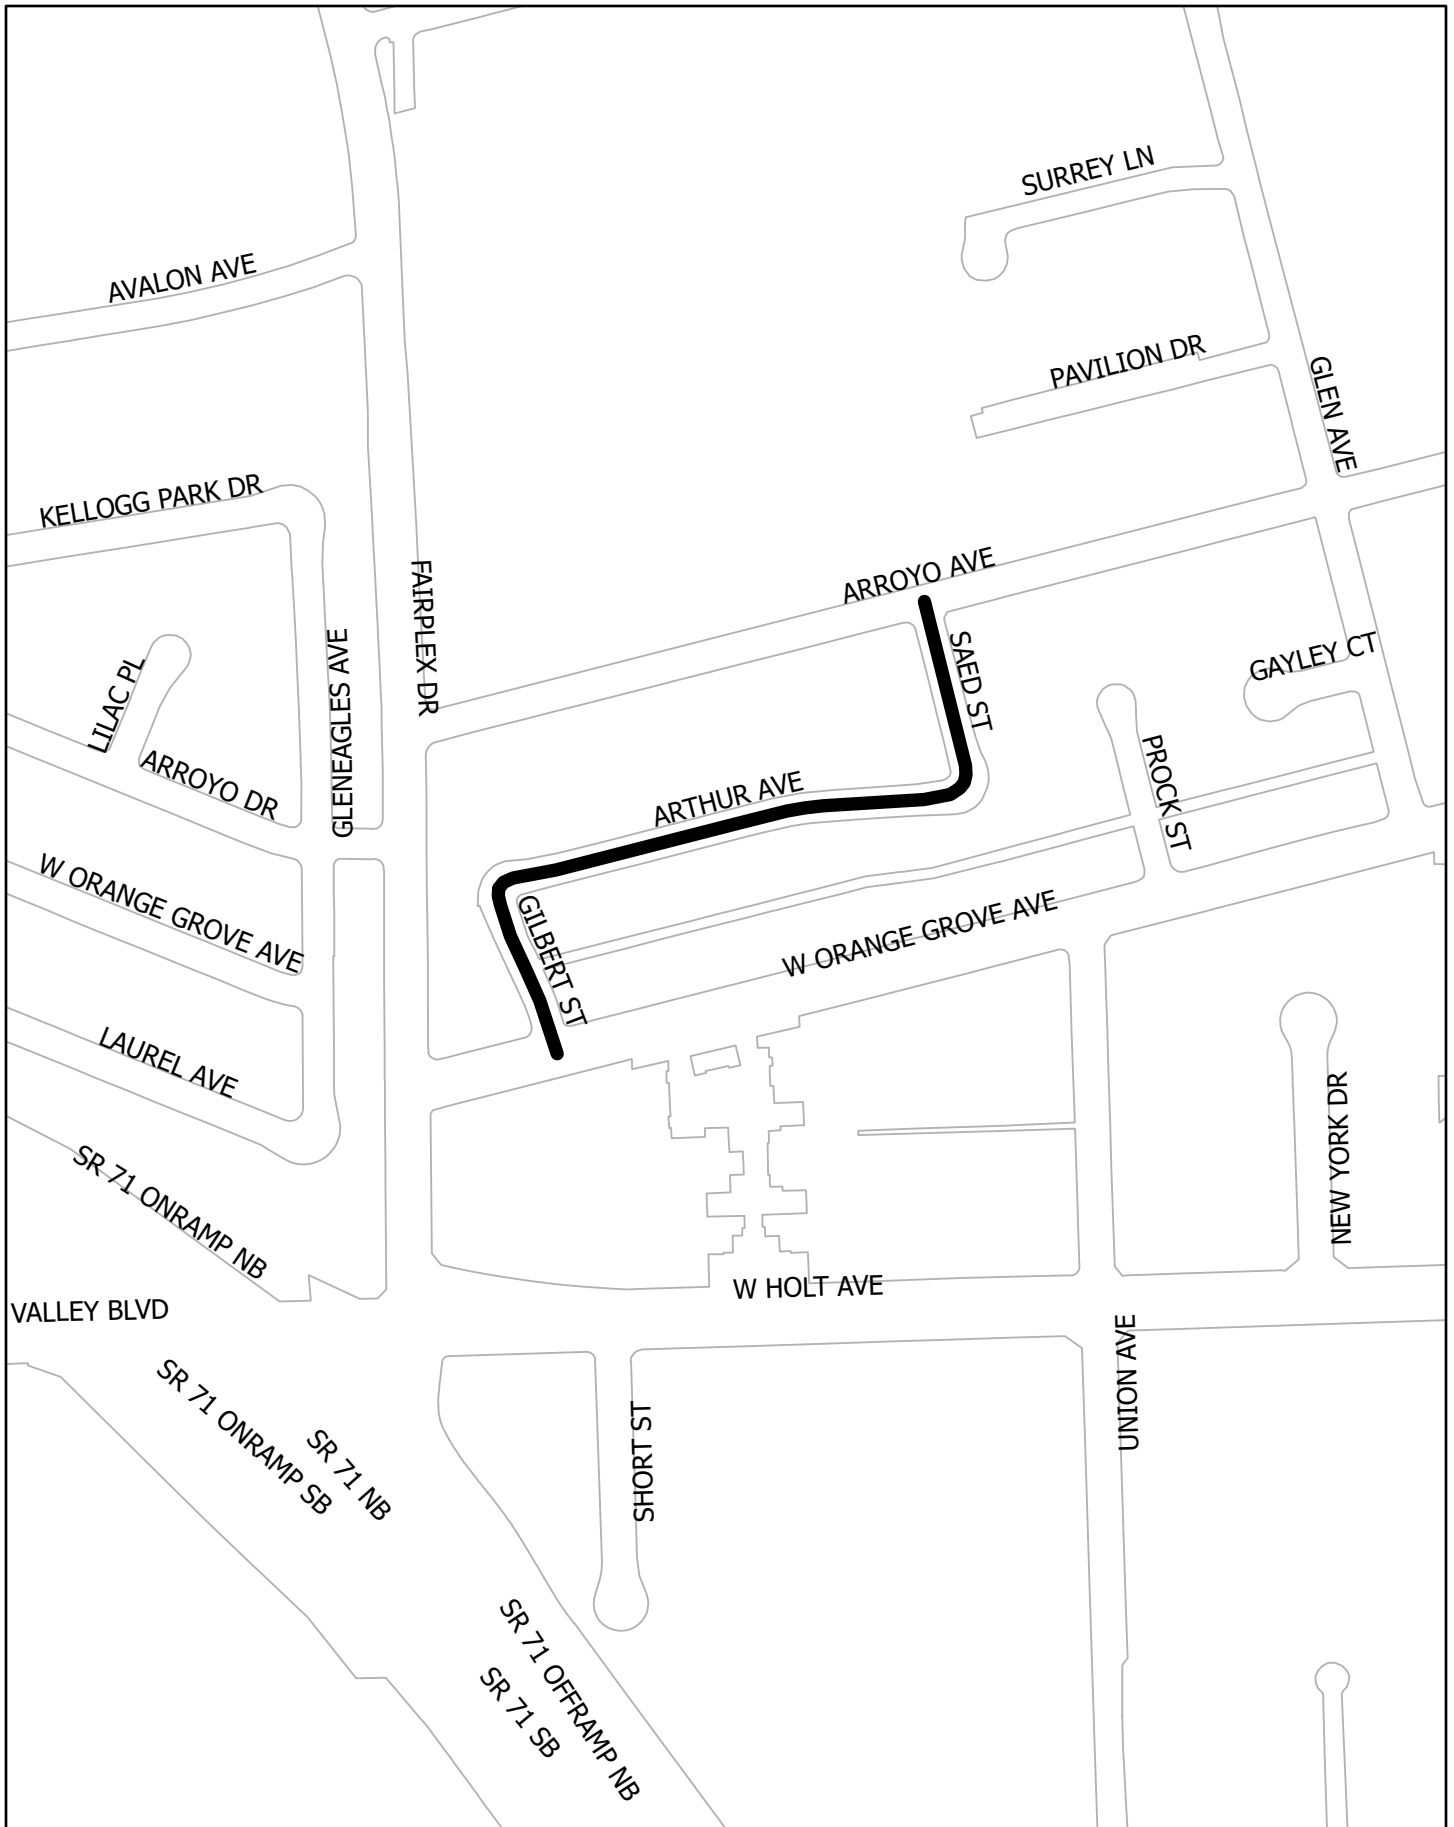 SURREY LN
AVALON AVE
PAVILION DR
GLEN AVE
KELLOGG PARK DR
ARROYO AVE
FAIRPLEX DR
GLENEAGLES AVE
SAED ST
GAYLEY CT
LILAC PL
ARROYO DR
PROCK ST
ARTHUR AVE
W ORANGE GROVE AVE
GILBERT ST
W ORANGE GROVE AVE
LAUREL AVE
NEW YORK DR
SR 71 ONRAMP NB
W HOLT AVE
VALLEY BLVD
UNION AVE
SR 71 ONRAMP SB
SR 71 NB
SHORT ST
SR 71 OFFRAMP NB
SR 71 SB